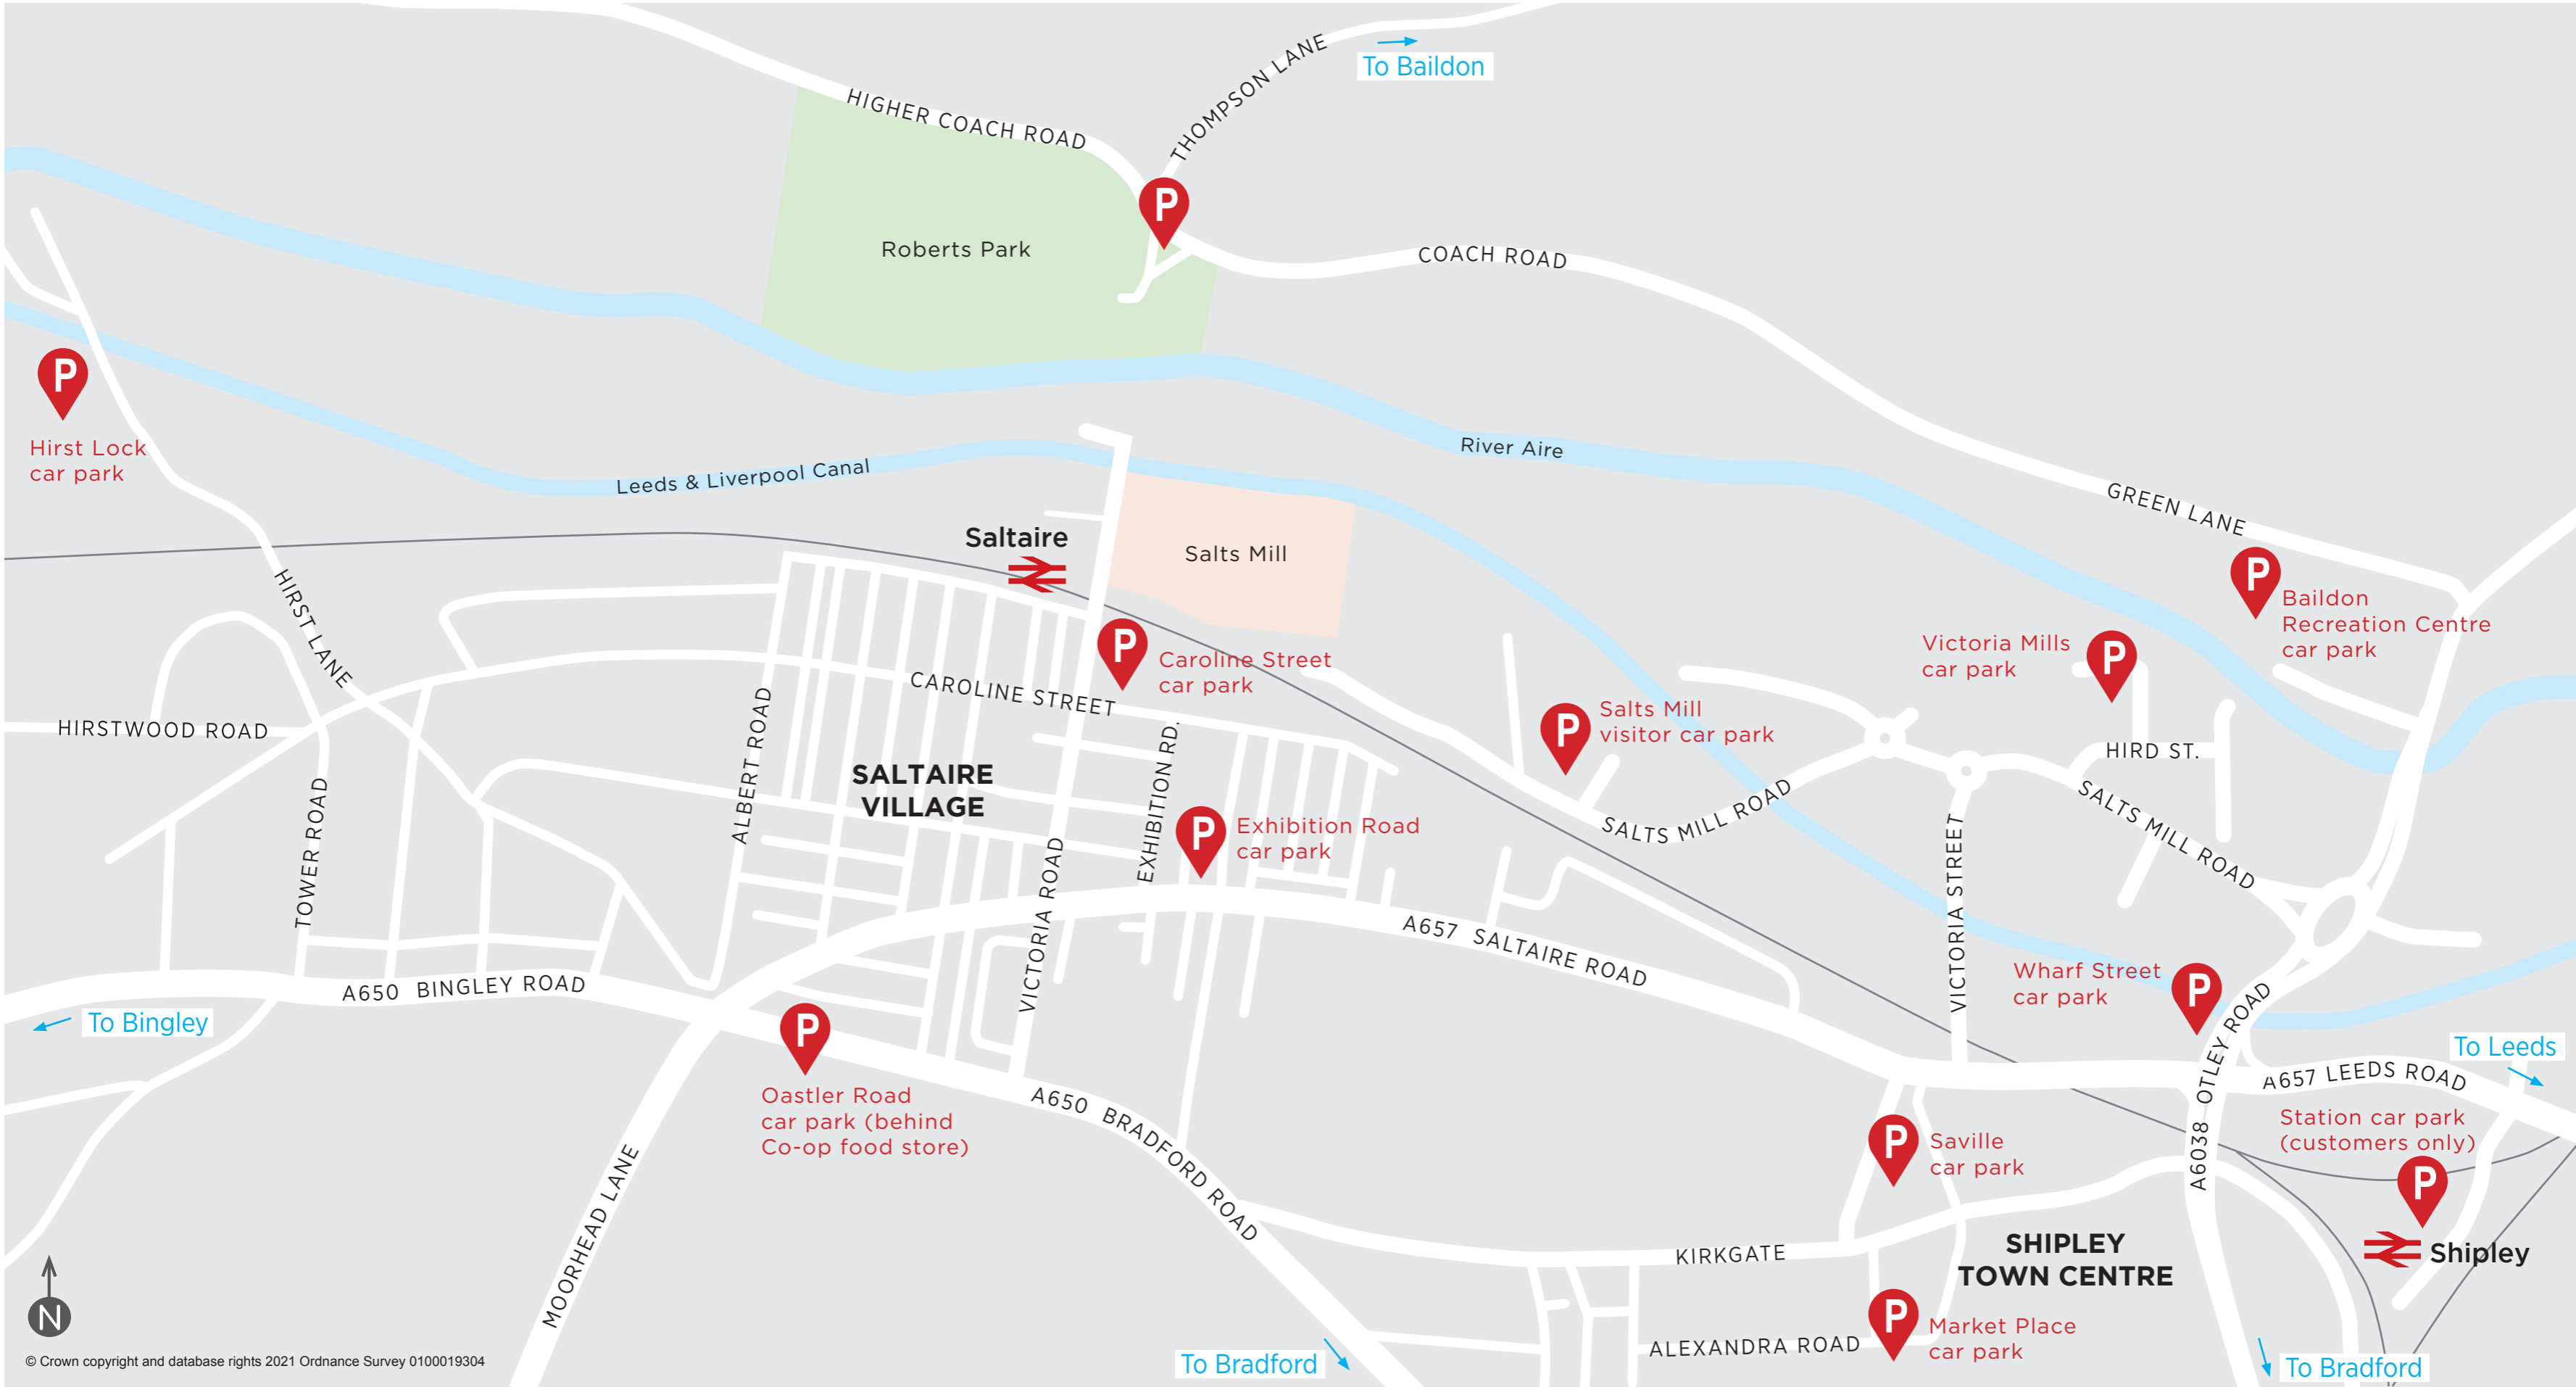 To Baildon
THOMPSON LANE
HIGHER COACH ROAD
P
Roberts Park
COACH ROAD
P
Hirst Lock
car park
River Aire
Leeds & Liverpool Canal
GREEN LANE
Saltaire
Salts Mill
P
Baildon
Recreation Centre
car park
HIRST LANE
P
Caroline Street
car park
P
Victoria Mills
car park
CAROLINE STREET
HIRSTWOOD ROAD
P
Salts Mill
visitor car park
ALBERT ROAD
EXHIBITION RD.
HIRD ST.
SALTAIRE
VILLAGE
TOWER ROAD
P
Exhibition Road
car park
SALTS MILL ROAD
SALTS MILL ROAD
VICTORIA ROAD
VICTORIA STREET
A657 SALTAIRE ROAD
A650 BINGLEY ROAD
To Bingley
P
Wharf Street
car park
A6038 OTLEY ROAD
To Leeds
A657 LEEDS ROAD
P
Oastler Road
car park (behind
Co-op food store)
A650 BRADFORD ROAD
P
Saville
car park
Station car park
(customers only)
P
MOORHEAD LANE
KIRKGATE
SHIPLEY
TOWN CENTRE
Shipley
N
P
Market Place
car park
ALEXANDRA ROAD
To Bradford
To Bradford
© Crown copyright and database rights 2021 Ordnance Survey 0100019304